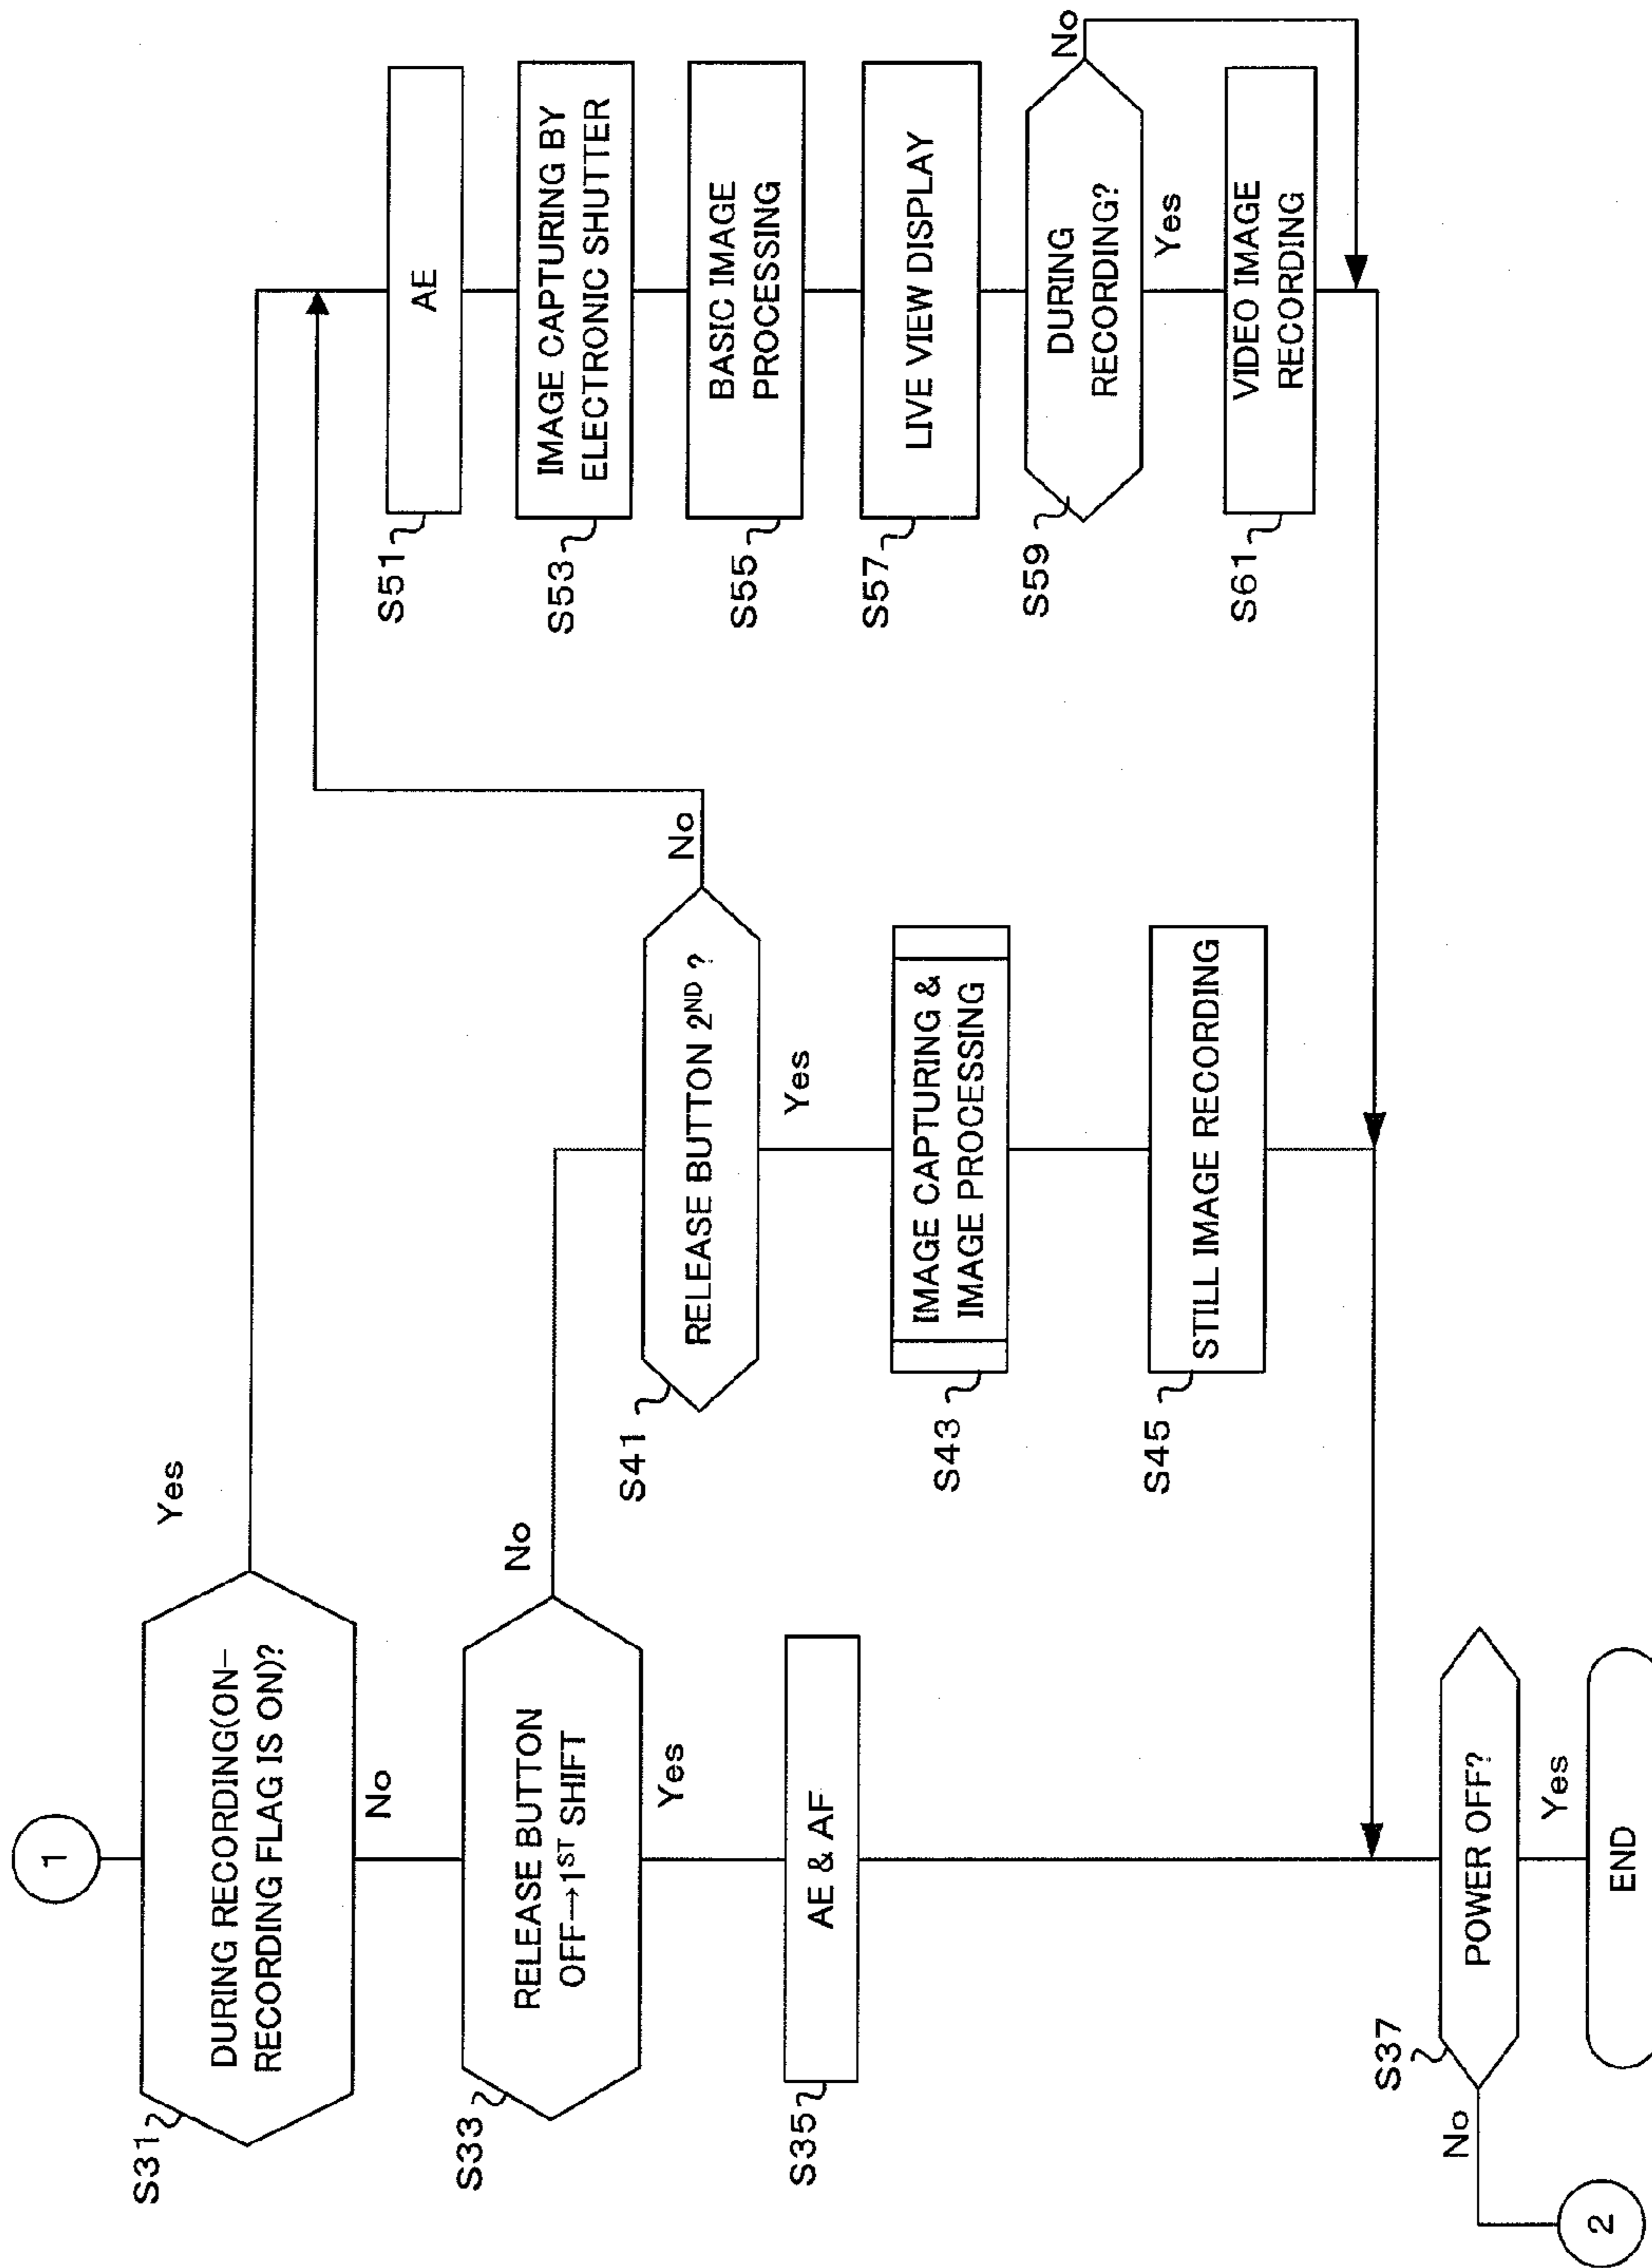 1
S31
DURING RECORDING(ON-
RECORDING FLAG IS ON)?
Yes
No
S33
RELEASE BUTTON
OFF→1ST SHIFT
No
Yes
S35
AE & AF
S41
RELEASE BUTTON 2ND ?
No
Yes
S43
IMAGE CAPTURING &
IMAGE PROCESSING
S45
STILL IMAGE RECORDING
S51
AE
S53
IMAGE CAPTURING BY
ELECTRONIC SHUTTER
S55
BASIC IMAGE
PROCESSING
S57
LIVE VIEW DISPLAY
S59
DURING
RECORDING?
No
Yes
S61
VIDEO IMAGE
RECORDING
S37
POWER OFF?
No
Yes
2
END